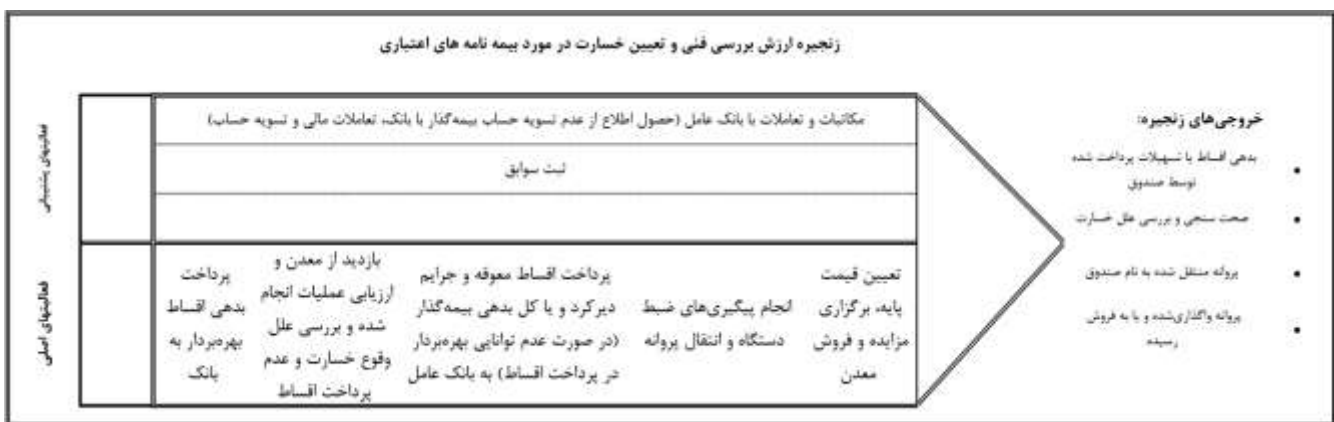 زنجیره ارزش بررسی فنی و تعیین خسارت در مورد بیمه نامه های اعتباری
خروجی‌های زنجیره:
بدهی اقساط یا تسهیلات پرداخت شده
توسط صندوق
صحت سنجی و بررسی علل خسارت
پروانه منتقل شده به نام صندوق
پروانه واگذاری‌شده و یا به فروش
رسیده
فعالیتهای پشتیبانی
مکاتبات و تعاملات با بانک عامل (حصول اطلاع از عدم تسویه حساب بیمه‌گذار با بانک، تعاملات مالی و تسویه حساب)
ثبت سوابق
فعالیتهای اصلی
تعیین قیمت
پایه، برگزاری
مزایده و فروش
معدن
انجام پیگیری‌های ضبط
دستگاه و انتقال پروانه
پرداخت اقساط معوقه و جرایم
دیرکرد و یا کل بدهی بیمه‌گذار
(در صورت عدم توانایی بهره‌بردار
در پرداخت اقساط) به بانک عامل
بازدید از معدن و
ارزیابی عملیات انجام
شده و بررسی علل
وقوع خسارت و عدم
پرداخت اقساط
پرداخت
بدهی اقساط
بهره‌بردار به
بانک